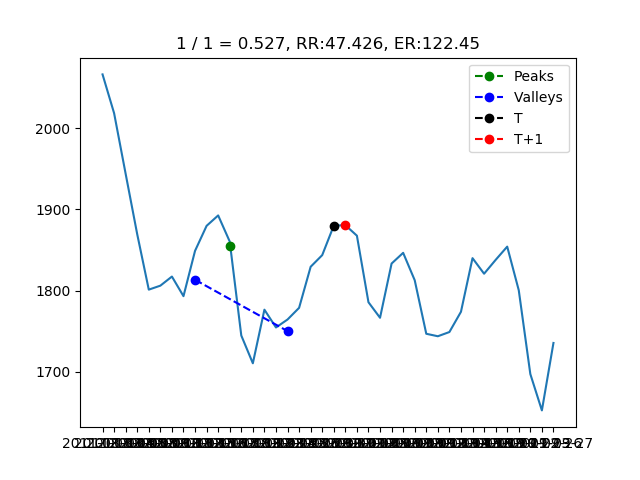 1 / 1 = 0.527, RR:47.426, ER:122.45
Peaks
Valleys
T
T+1
2000
1900
1800
1700